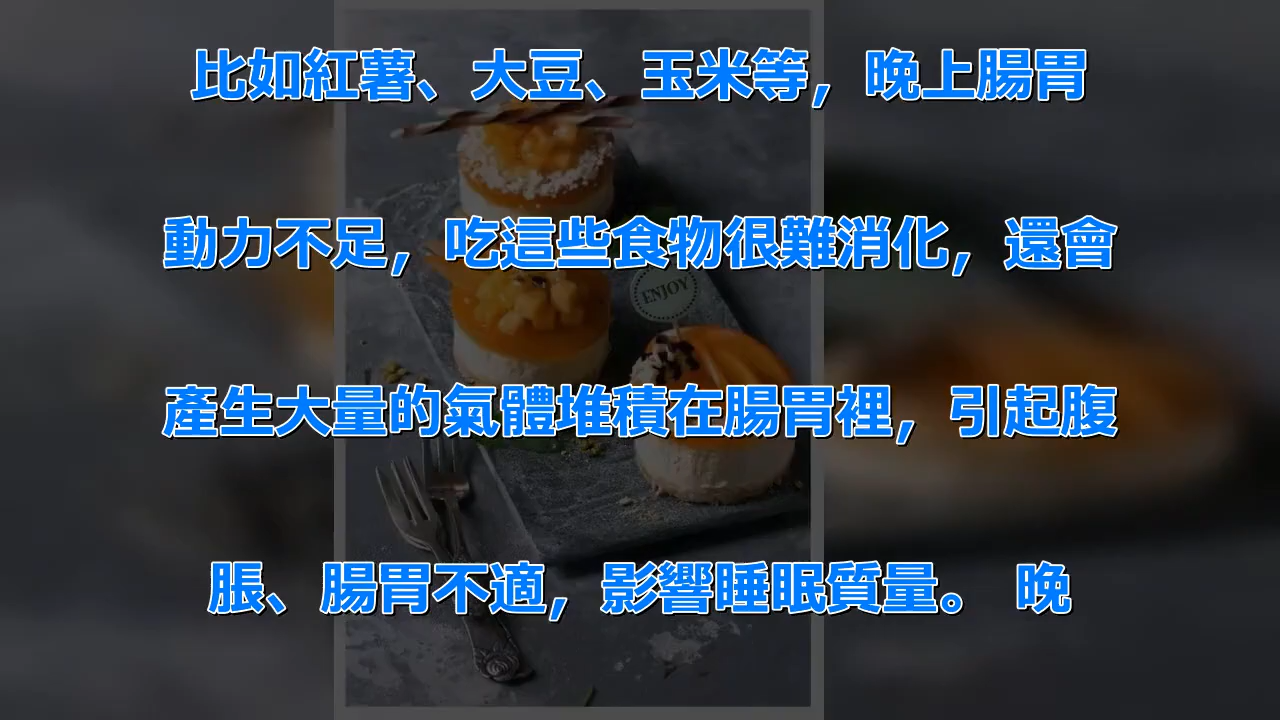 比如紅薯、大豆、玉米等，晚上腸胃
動力不足，吃這些食物很難消化，還會
ENJOY
產生大量的氣體堆積在腸胃裡，引起腹
脹、腸胃不適，影響睡眠質量。 晚